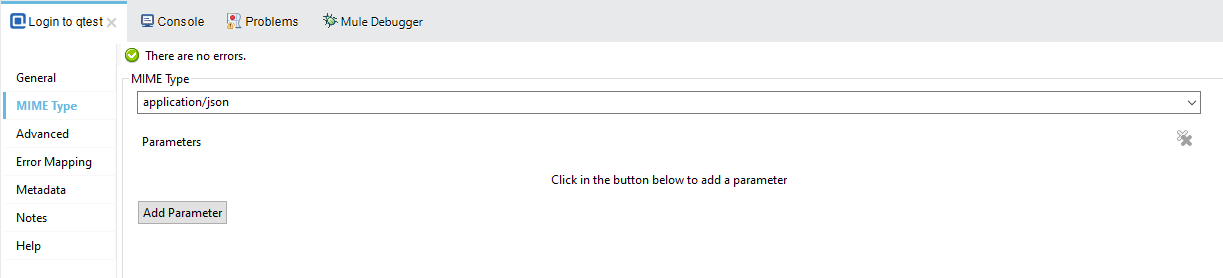 Login to qtest Console Problems Mule Debugger
There are no errors.
General
MIME Type
MIME Type
application/json
Advanced
Parameters
Error Mapping
Metadata
Click in the button below to add a parameter
Notes
Add Parameter
Help